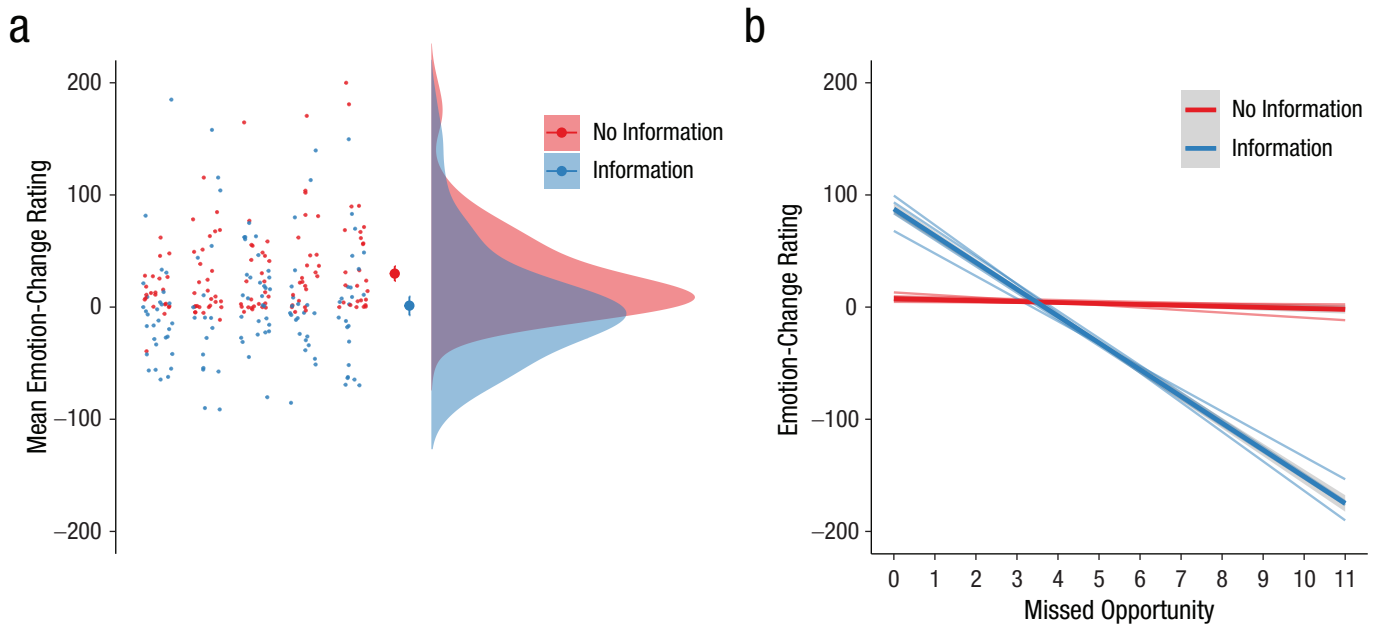 a
Mean Emotion-Change Rating
200
100
0
−100
−200
No Information
Information
b
Emotion-Change Rating
200
100
0
−100
−200
No Information
Information
0 1 2 3 4 5 6 7 8 9 10 11
Missed Opportunity